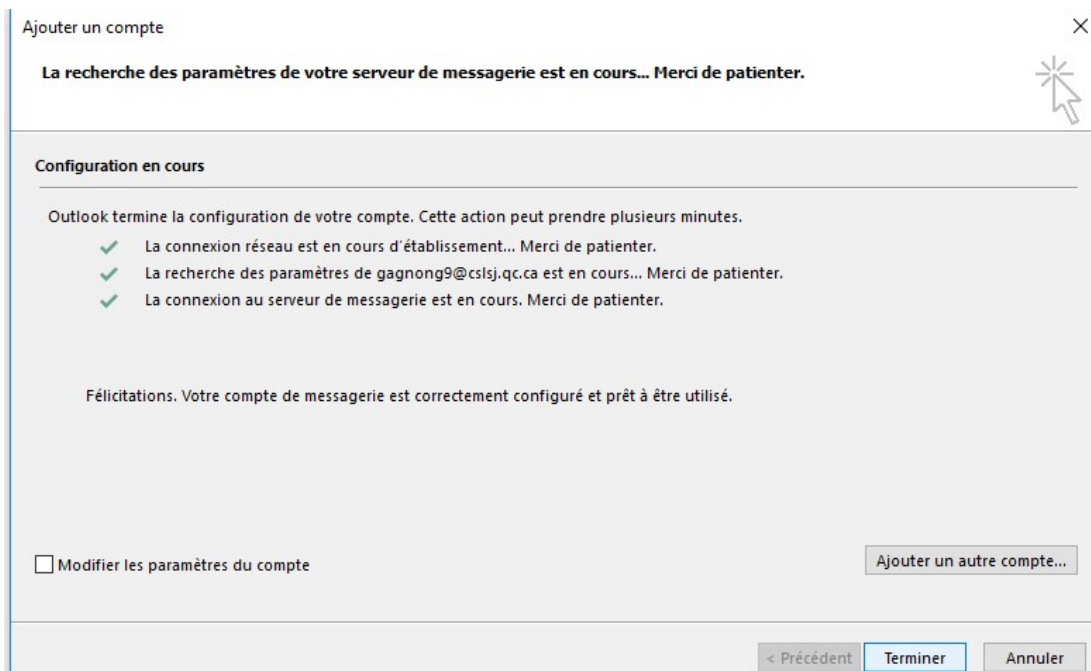 Ajouter un compte
La recherche des paramètres de votre serveur de messagerie est en cours... Merci de patienter.
Configuration en cours
Outlook termine la configuration de votre compte. Cette action peut prendre plusieurs minutes.
La connexion réseau est en cours d'établissement... Merci de patienter.
La recherche des paramètres de gagnong9@cslsj.qc.ca est en cours... Merci de patienter.
La connexion au serveur de messagerie est en cours. Merci de patienter.
Félicitations. Votre compte de messagerie est correctement configuré et prêt à être utilisé.
Modifier les paramètres du compte
Ajouter un autre compte...
< Précédent
Terminer
Annuler